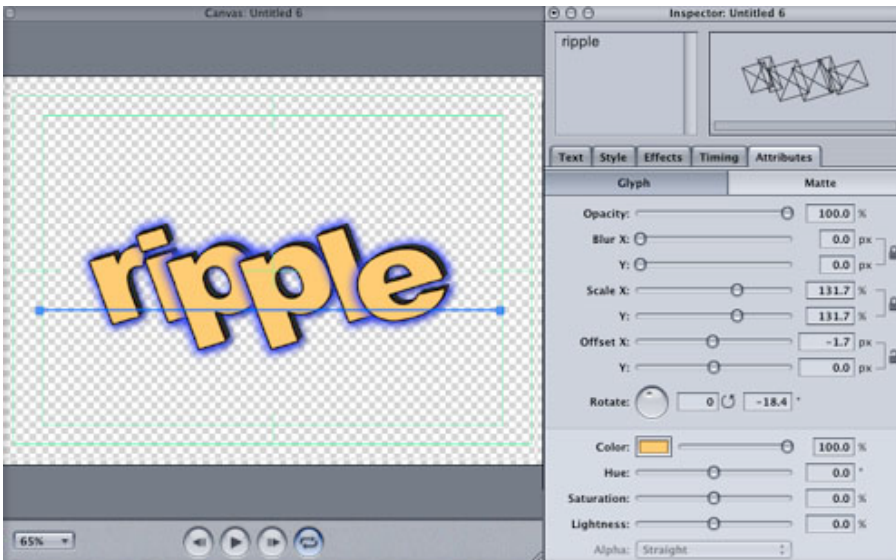 Canvas: Untitled 6
ripple
65%
Inspector: Untitled 6
ripple
Text Style Effects Timing Attributes
Glyph Matte
Opacity: 100.0 %
Blur X: 0.0 px
Y: 0.0 px
Scale X: 131.7 %
Y: 131.7 %
Offset X: -1.7 px
Y: 0.0 px
Rotate: 0 -18.4 °
Color: 100.0 %
Hue: 0.0 °
Saturation: 0.0 %
Lightness: 0.0 %
Alpha: Straight